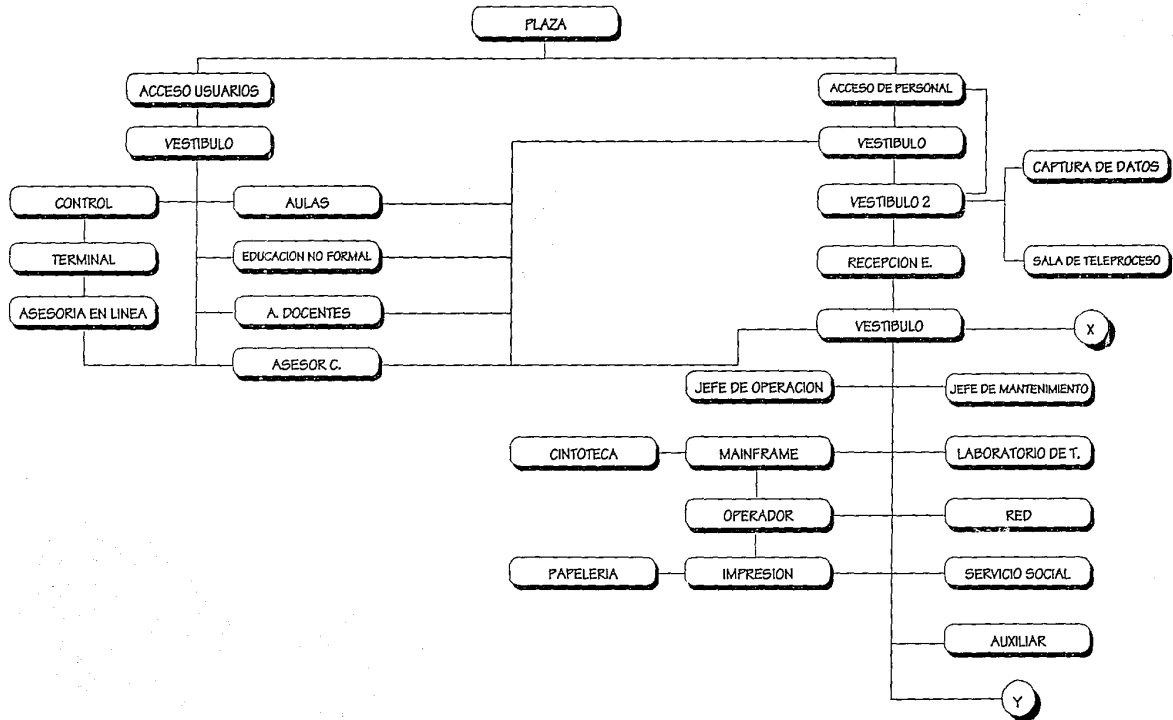 PLAZA
ACCESO USUARIOS
ACCESO DE PERSONAL
VESTIBULO
VESTIBULO
CAPTURA DE DATOS
CONTROL
AULAS
VESTIBULO 2
TERMINAL
EDUCACION NO FORMAL
RECEPCION E.
SALA DE TELEPROCESO
ASESORIA EN LINEA
A. DOCENTES
VESTIBULO
X
ASESOR C.
JEFE DE OPERACION
JEFE DE MANTENIMIENTO
CINTOTECA
MAINFRAME
LABORATORIO DE T.
OPERADOR
RED
PAPELERIA
IMPRESION
SERVICIO SOCIAL
AUXILIAR
Y